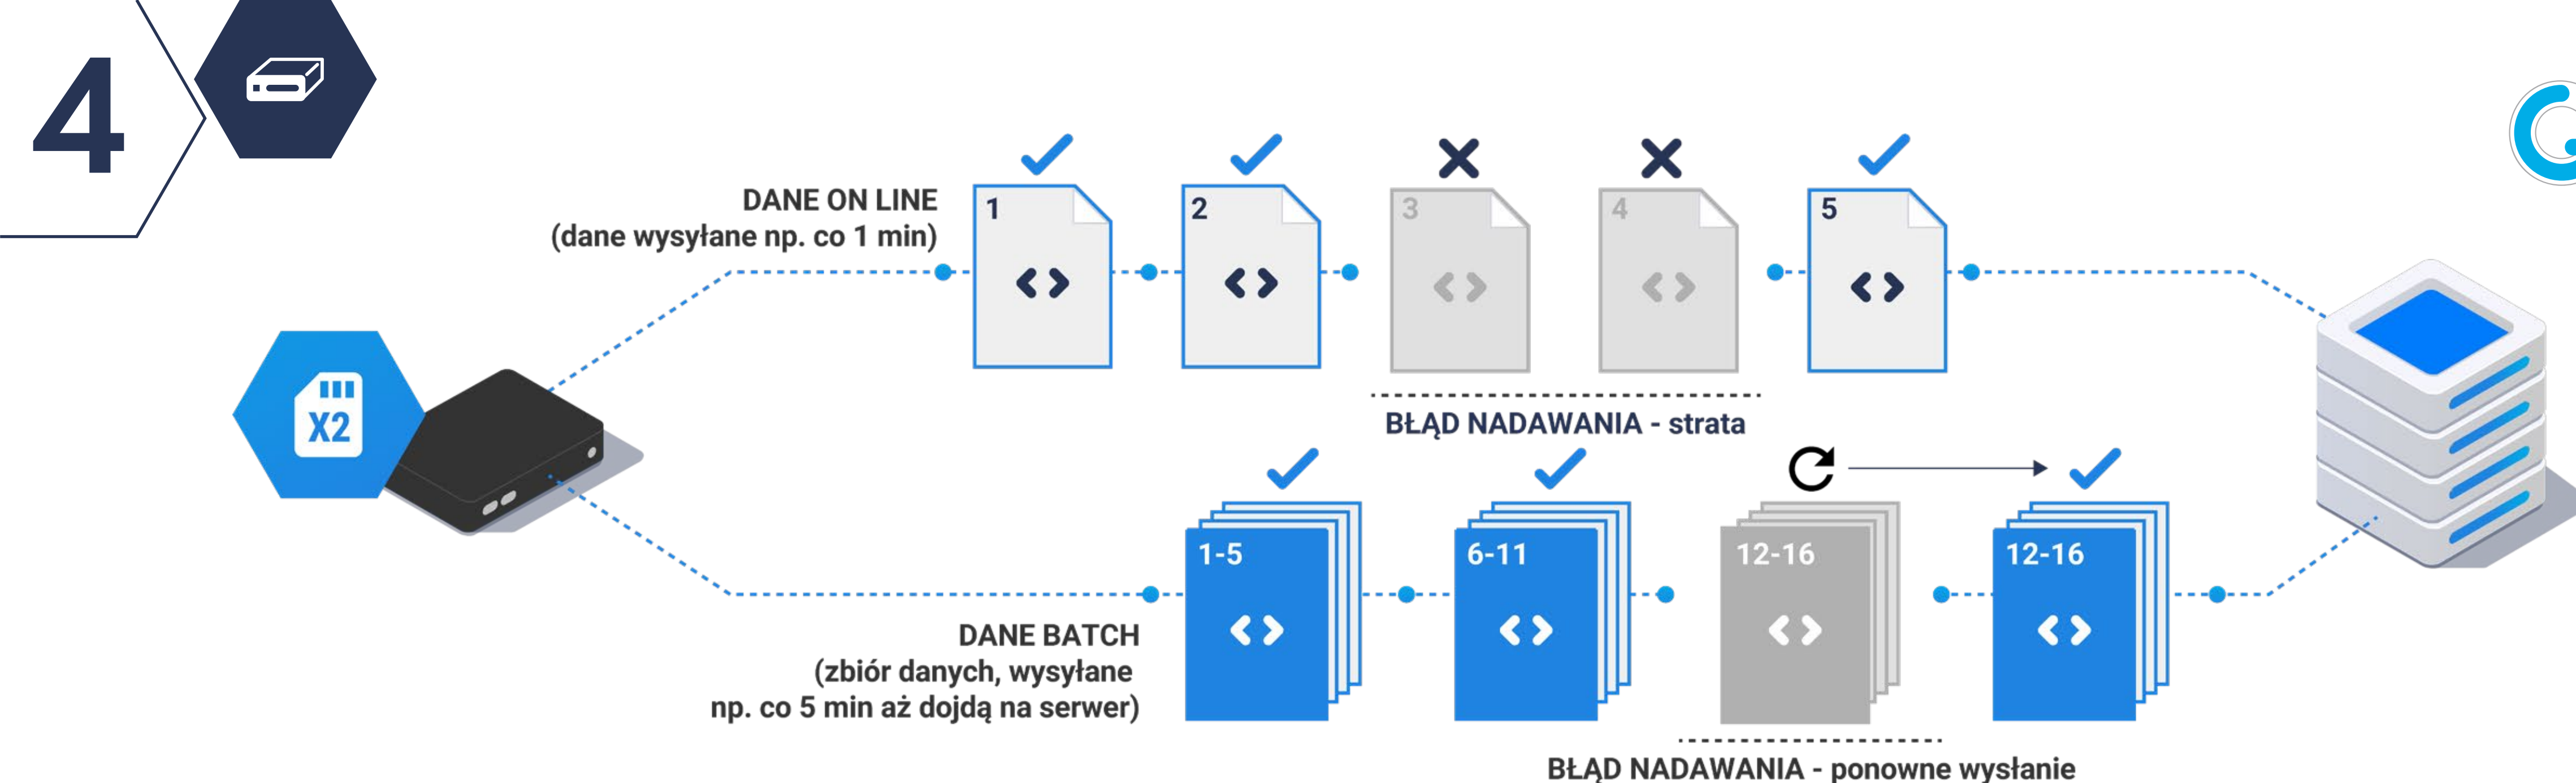 4
DANE ON LINE
(dane wysyłane np. co 1 min)
1
2
3
4
5
BŁĄD NADAWANIA - strata
X2
1-5
6-11
12-16
12-16
DANE BATCH
(zbiór danych, wysyłane
np. co 5 min aż dojdą na serwer)
BŁĄD NADAWANIA - ponowne wysłanie